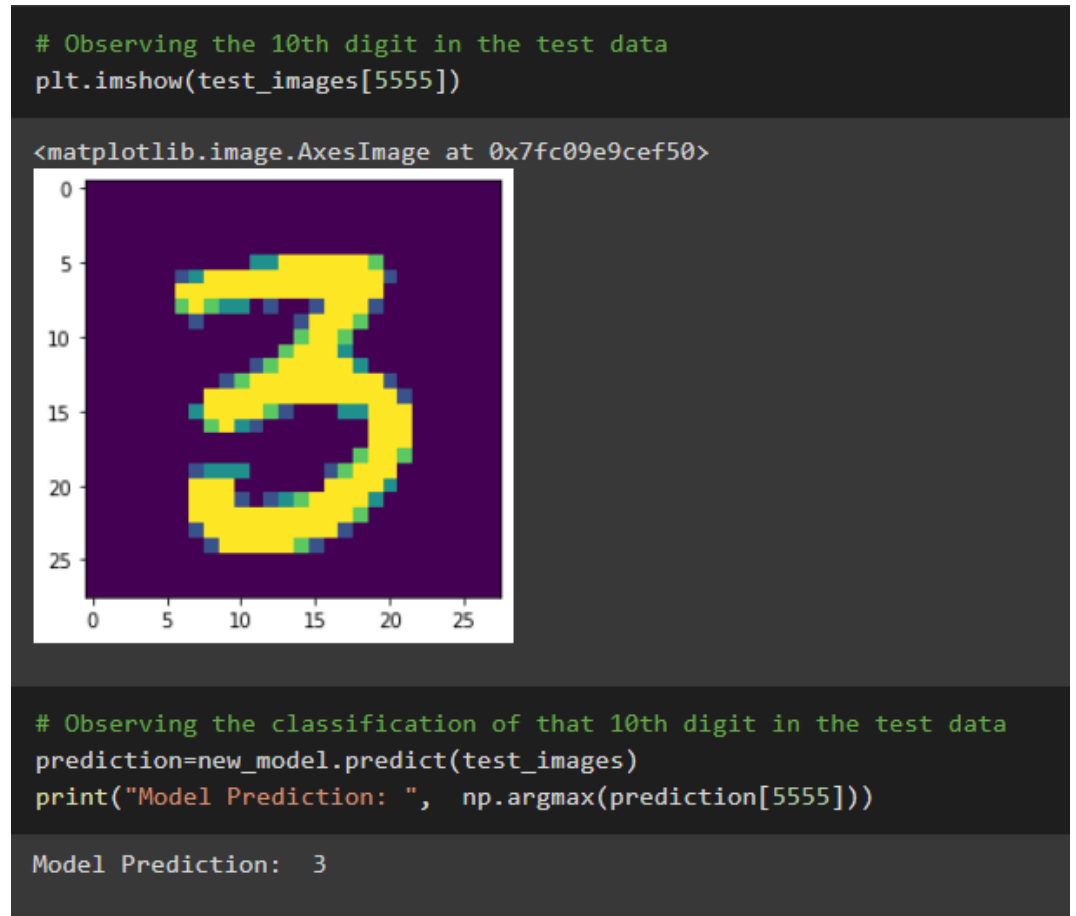 # Observing the 10th digit in the test data
plt.imshow(test_images[5555])
<matplotlib.image.AxesImage at 0x7fc09e9cef50>
0
5
10
15
20
25
3
0 5 10 15 20 25
# Observing the classification of that 10th digit in the test data
prediction=new_model.predict(test_images)
print("Model Prediction: ",  np.argmax(prediction[5555]))
Model Prediction:  3